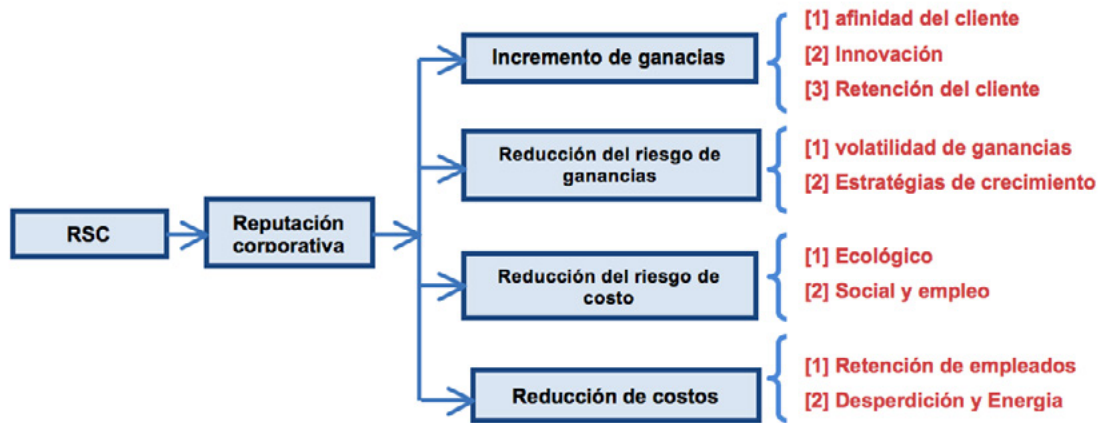 RSC
Reputación
corporativa
Incremento de ganacias
[1] afinidad del cliente
[2] Innovación
[3] Retención del cliente
Reducción del riesgo de
ganancias
[1] volatilidad de ganancias
[2] Estratégias de crecimiento
Reducción del riesgo de
costo
[1] Ecológico
[2] Social y empleo
Reducción de costos
[1] Retención de empleados
[2] Desperdición y Energia